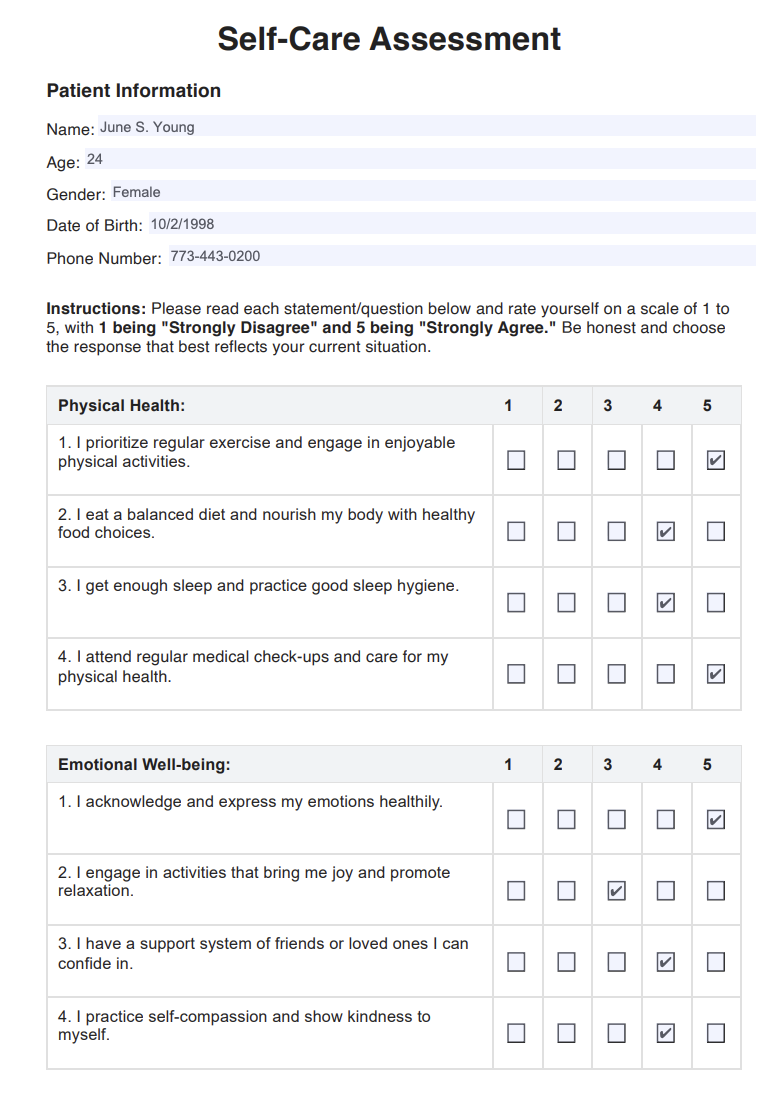 Self-Care Assessment
Patient Information
Name: June S. Young
Age: 24
Gender: Female
Date of Birth: 10/2/1998
Phone Number: 773-443-0200
Instructions: Please read each statement/question below and rate yourself on a scale of 1 to
5, with 1 being "Strongly Disagree" and 5 being "Strongly Agree." Be honest and choose
the response that best reflects your current situation.
Physical Health: 1 2 3 4 5
1. I prioritize regular exercise and engage in enjoyable
physical activities.
2. I eat a balanced diet and nourish my body with healthy
food choices.
3. I get enough sleep and practice good sleep hygiene.
4. I attend regular medical check-ups and care for my
physical health.
Emotional Well-being: 1 2 3 4 5
1. I acknowledge and express my emotions healthily.
2. I engage in activities that bring me joy and promote
relaxation.
3. I have a support system of friends or loved ones I can
confide in.
4. I practice self-compassion and show kindness to
myself.